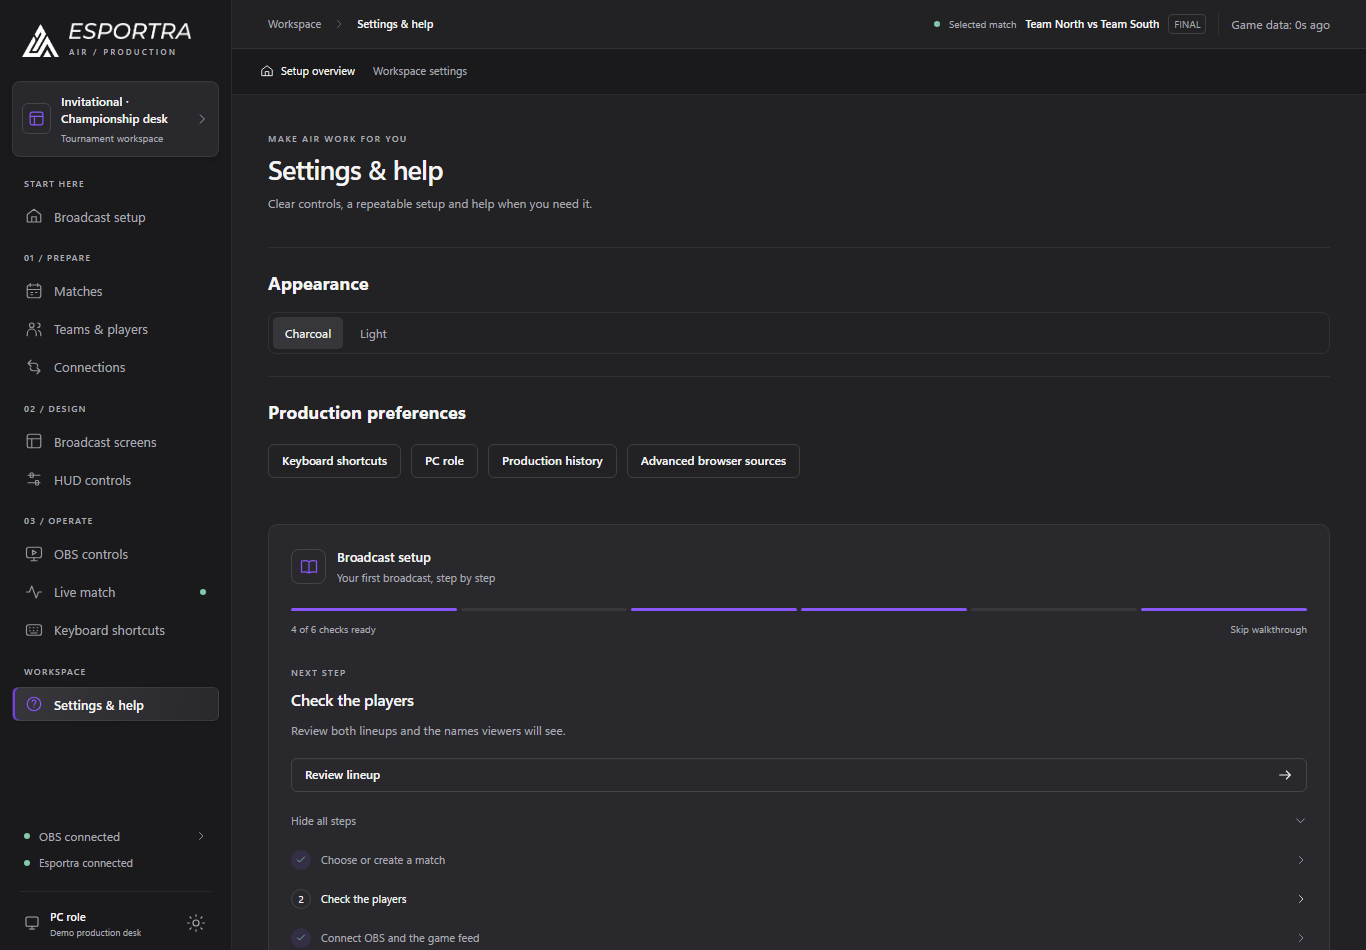 ESPORTRA
AIR / PRODUCTION
Invitational ·
Championship desk
Tournament workspace
START HERE
Broadcast setup
01 / PREPARE
Matches
Teams & players
Connections
02 / DESIGN
Broadcast screens
HUD controls
03 / OPERATE
OBS controls
Live match
Keyboard shortcuts
WORKSPACE
Settings & help
OBS connected
Esportra connected
PC role
Demo production desk
Workspace
Settings & help
Selected match
Team North vs Team South
FINAL
Game data: 0s ago
Setup overview
Workspace settings
MAKE AIR WORK FOR YOU
Settings & help
Clear controls, a repeatable setup and help when you need it.
Appearance
Charcoal
Light
Production preferences
Keyboard shortcuts
PC role
Production history
Advanced browser sources
Broadcast setup
Your first broadcast, step by step
4 of 6 checks ready
Skip walkthrough
NEXT STEP
Check the players
Review both lineups and the names viewers will see.
Review lineup
Hide all steps
Choose or create a match
2
Check the players
Connect OBS and the game feed